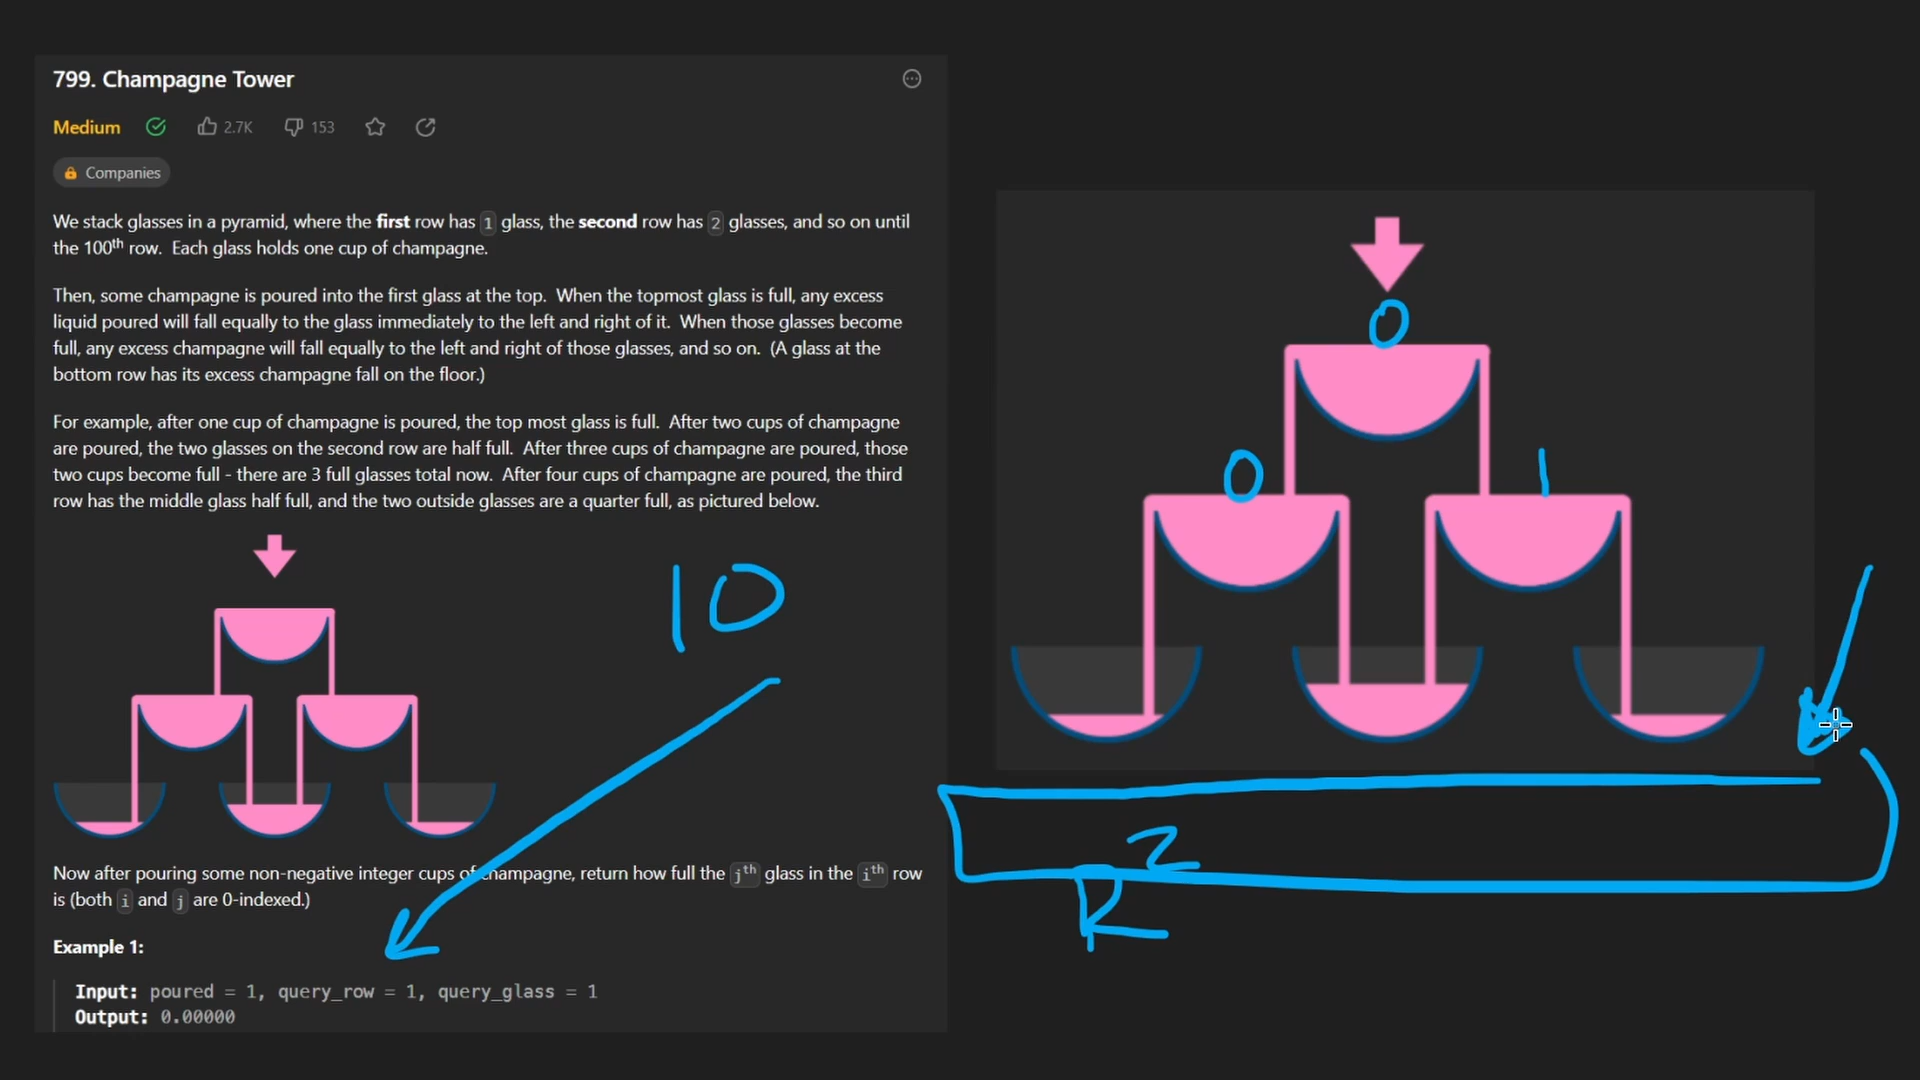 799. Champagne Tower
Medium 2.7K 153
Companies
We stack glasses in a pyramid, where the first row has 1 glass, the second row has 2 glasses, and so on until
the 100th row. Each glass holds one cup of champagne.
Then, some champagne is poured into the first glass at the top. When the topmost glass is full, any excess
liquid poured will fall equally to the glass immediately to the left and right of it. When those glasses become
full, any excess champagne will fall equally to the left and right of those glasses, and so on. (A glass at the
bottom row has its excess champagne fall on the floor.)
For example, after one cup of champagne is poured, the top most glass is full. After two cups of champagne
are poured, the two glasses on the second row are half full. After three cups of champagne are poured, those
two cups become full - there are 3 full glasses total now. After four cups of champagne are poured, the third
row has the middle glass half full, and the two outside glasses are a quarter full, as pictured below.
10
Now after pouring some non-negative integer cups of champagne, return how full the jth glass in the ith row
is (both i and j are 0-indexed.)
Example 1:
Input: poured = 1, query_row = 1, query_glass = 1
Output: 0.00000
0
0 1
2
R